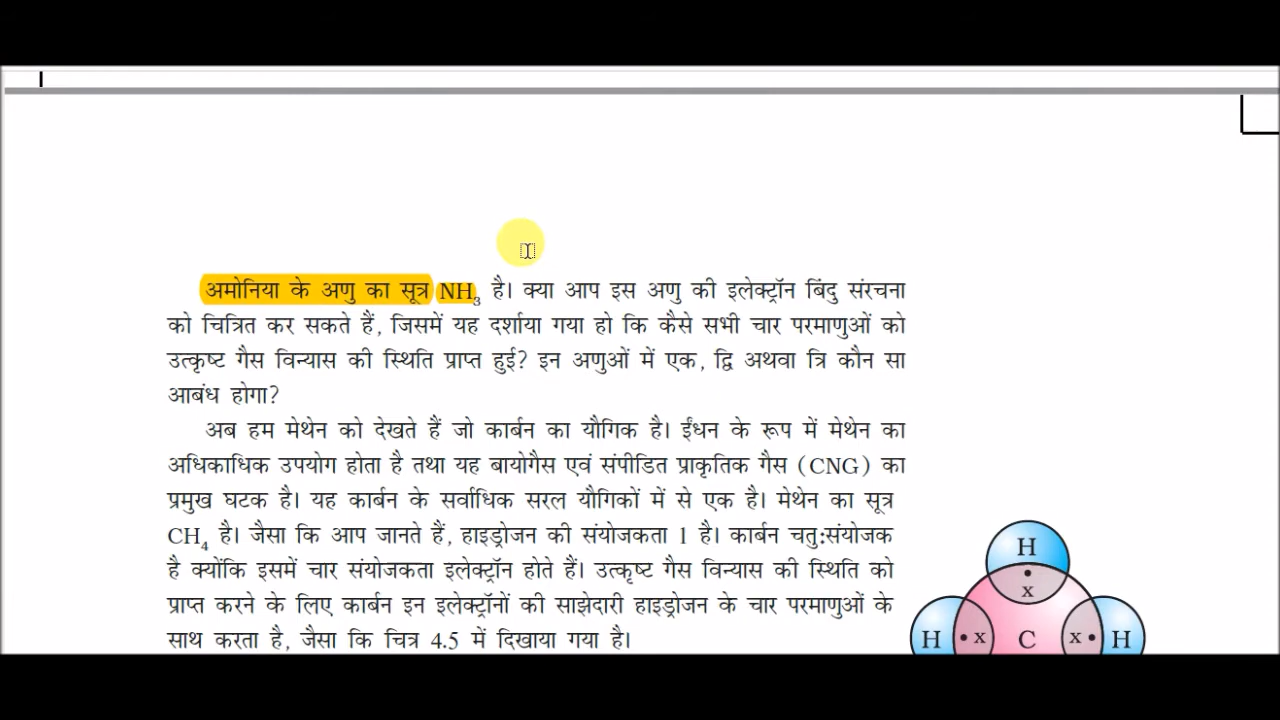 अमोनिया के अणु का सूत्र NH₃ है। क्या आप इस अणु की इलेक्ट्रॉन बिंदु संरचना
को चित्रित कर सकते हैं, जिसमें यह दर्शाया गया हो कि कैसे सभी चार परमाणुओं को
उत्कृष्ट गैस विन्यास की स्थिति प्राप्त हुई? इन अणुओं में एक, द्वि अथवा त्रि कौन सा
आबंध होगा?
अब हम मेथेन को देखते हैं जो कार्बन का यौगिक है। ईंधन के रूप में मेथेन का
अधिकाधिक उपयोग होता है तथा यह बायोगैस एवं संपीडित प्राकृतिक गैस (CNG) का
प्रमुख घटक है। यह कार्बन के सर्वाधिक सरल यौगिकों में से एक है। मेथेन का सूत्र
CH₄ है। जैसा कि आप जानते हैं, हाइड्रोजन की संयोजकता 1 है। कार्बन चतुःसंयोजक
है क्योंकि इसमें चार संयोजकता इलेक्ट्रॉन होते हैं। उत्कृष्ट गैस विन्यास की स्थिति को
प्राप्त करने के लिए कार्बन इन इलेक्ट्रॉनों की साझेदारी हाइड्रोजन के चार परमाणुओं के
साथ करता है, जैसा कि चित्र 4.5 में दिखाया गया है।
H
x
H x C x H